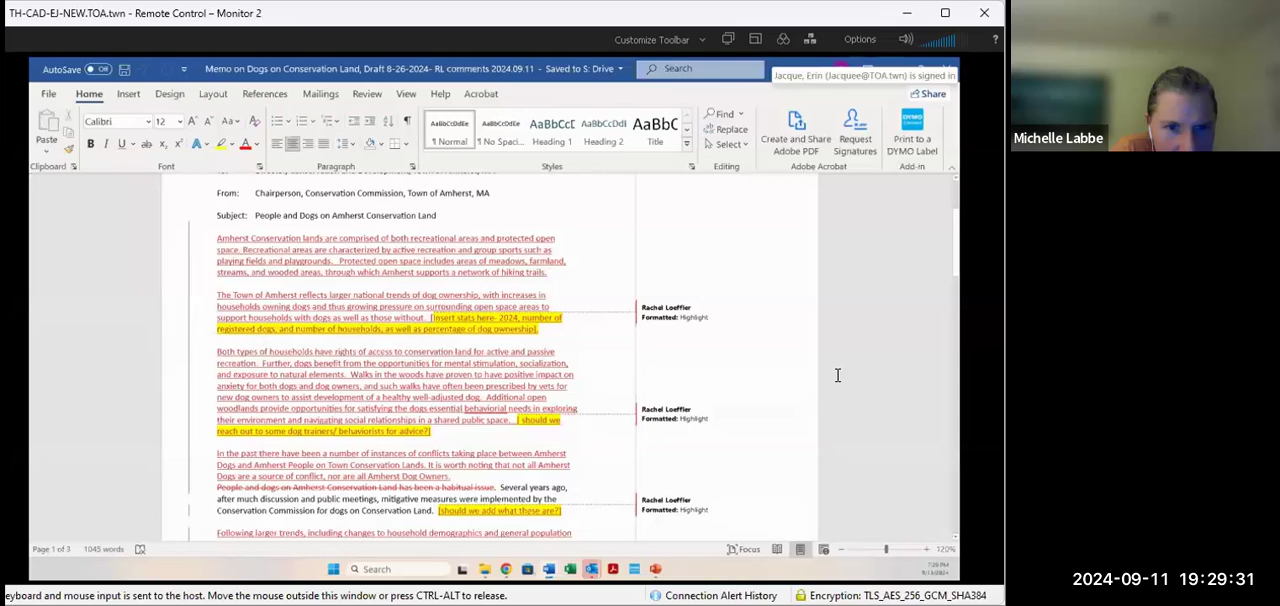 TH-CAD-EJ-NEW.TOA.twn - Remote Control – Monitor 2
Customize Toolbar
Options
?
AutoSave Off
Memo on Dogs on Conservation Land, Draft 8-26-2024- RL comments 2024.09.11 - Saved to S: Drive
Search
Jacque, Erin (Jacquee@TOA.twn) is signed in
File Home Insert Design Layout References Mailings Review View Help Acrobat
Share
Calibri 12
Paste
Clipboard
Font
Paragraph
AaBbCcDdEe AaBbCcDdEe AaBbCcD AaBbCcDd AaBbC
Normal No Spaci... Heading 1 Heading 2 Title
Styles
Find
Replace
Select
Editing
Create and Share Adobe PDF
Request Signatures
Adobe Acrobat
DYMO
Print to a DYMO Label
Add-in
From: Chairperson, Conservation Commission, Town of Amherst, MA
Subject: People and Dogs on Amherst Conservation Land
Amherst Conservation lands are comprised of both recreational areas and protected open
space. Recreational areas are characterized by active recreation and group sports such as
playing fields and playgrounds. Protected open space includes areas of meadows, farmland,
streams, and wooded areas, through which Amherst supports a network of hiking trails.
The Town of Amherst reflects larger national trends of dog ownership, with increases in
households owning dogs and thus growing pressure on surrounding open space areas to
support households with dogs as well as those without. [Insert stats here- 2024, number of
registered dogs, and number of households, as well as percentage of dog ownership].
Both types of households have rights of access to conservation land for active and passive
recreation. Further, dogs benefit from the opportunities for mental stimulation, socialization,
and exposure to natural elements. Walks in the woods have proven to have positive impact on
anxiety for both dogs and dog owners, and such walks have often been prescribed by vets for
new dog owners to assist development of a healthy well-adjusted dog. Additional open
woodlands provide opportunities for satisfying the dogs essential behaviorial needs in exploring
their environment and navigating social relationships in a shared public space. [ should we
reach out to some dog trainers/ behaviorists for advice?]
In the past there have been a number of instances of conflicts taking place between Amherst
Dogs and Amherst People on Town Conservation Lands. It is worth noting that not all Amherst
Dogs are a source of conflict, nor are all Amherst Dog Owners.
People and dogs on Amherst Conservation Land has been a habitual issue. Several years ago,
after much discussion and public meetings, mitigative measures were implemented by the
Conservation Commission for dogs on Conservation Land. [should we add what these are?]
Following larger trends, including changes to household demographics and general population
Rachel Loeffler
Formatted: Highlight
Rachel Loeffler
Formatted: Highlight
Rachel Loeffler
Formatted: Highlight
Page 1 of 3 1045 words
Focus
120%
Search
7:29 PM
eyboard and mouse input is sent to the host. Move the mouse outside this window or press CTRL-ALT to release.
Connection Alert History
Encryption: TLS_AES_256_GCM_SHA384
Michelle Labbe
2024-09-11 19:29:31